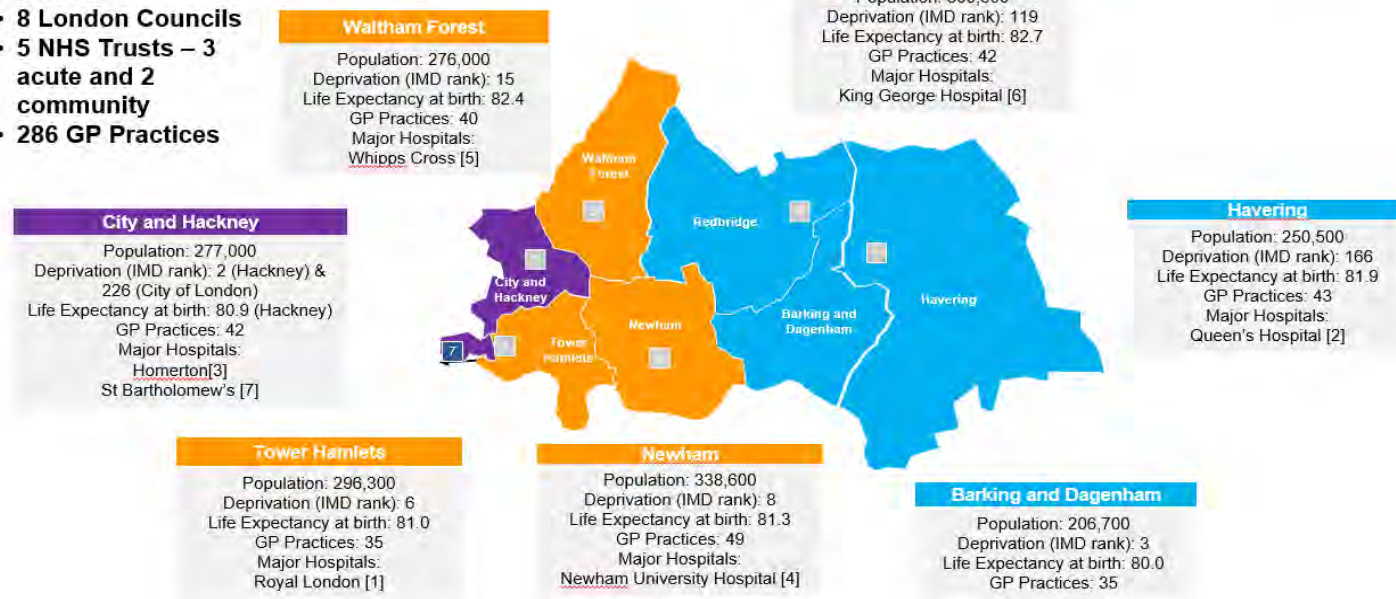 • 8 London Councils
• 5 NHS Trusts – 3
acute and 2
community
• 286 GP Practices
Waltham Forest
Population: 276,000
Deprivation (IMD rank): 15
Life Expectancy at birth: 82.4
GP Practices: 40
Major Hospitals:
Whipps Cross [5]
Deprivation (IMD rank): 119
Life Expectancy at birth: 82.7
GP Practices: 42
Major Hospitals:
King George Hospital [6]
City and Hackney
Population: 277,000
Deprivation (IMD rank): 2 (Hackney) &
226 (City of London)
Life Expectancy at birth: 80.9 (Hackney)
GP Practices: 42
Major Hospitals:
Homerton[3]
St Bartholomew's [7]
Waltham
Forest
Redbridge
City and
Hackney
Newham
Tower
Hamlets
Barking and
Dagenham
Havering
7
Havering
Population: 250,500
Deprivation (IMD rank): 166
Life Expectancy at birth: 81.9
GP Practices: 43
Major Hospitals:
Queen's Hospital [2]
Tower Hamlets
Population: 296,300
Deprivation (IMD rank): 6
Life Expectancy at birth: 81.0
GP Practices: 35
Major Hospitals:
Royal London [1]
Newham
Population: 338,600
Deprivation (IMD rank): 8
Life Expectancy at birth: 81.3
GP Practices: 49
Major Hospitals:
Newham University Hospital [4]
Barking and Dagenham
Population: 206,700
Deprivation (IMD rank): 3
Life Expectancy at birth: 80.0
GP Practices: 35